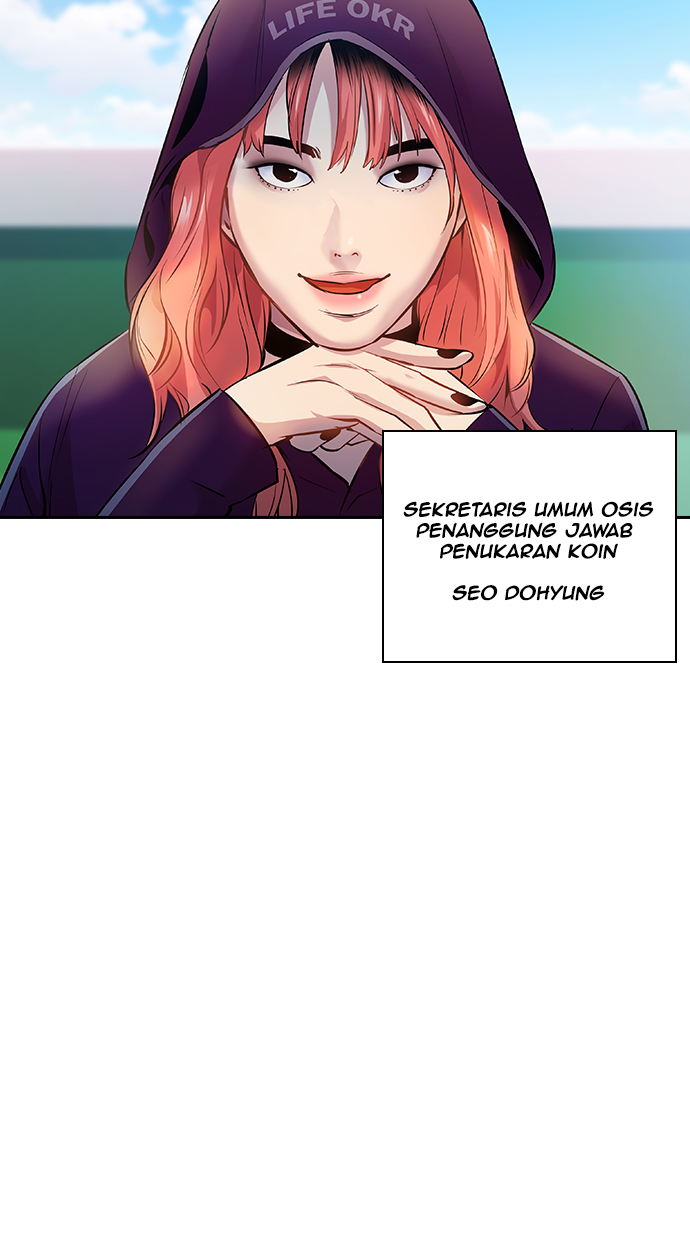 LIFE OKR
SEKRETARIS UMUM OSIS
PENANGGUNG JAWAB
PENUKARAN KOIN
SEO DOHYUNG